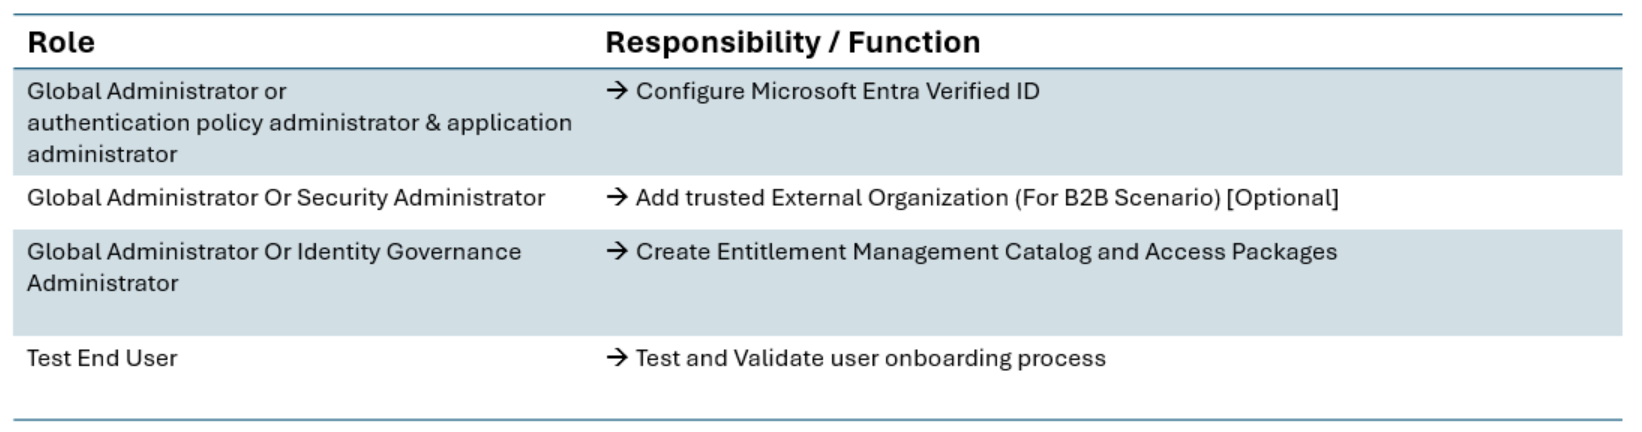 Role
Responsibility / Function
Global Administrator or
authentication policy administrator & application
administrator
→ Configure Microsoft Entra Verified ID
Global Administrator Or Security Administrator
→ Add trusted External Organization (For B2B Scenario) [Optional]
Global Administrator Or Identity Governance
Administrator
→ Create Entitlement Management Catalog and Access Packages
Test End User
→ Test and Validate user onboarding process